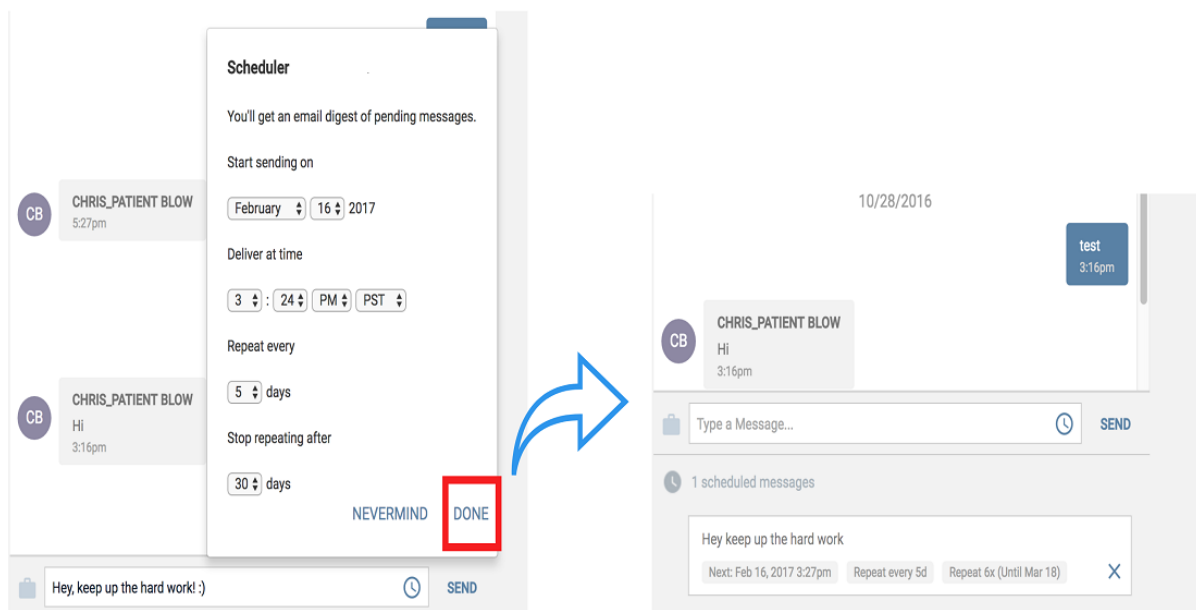 Scheduler
You'll get an email digest of pending messages.
Start sending on
February 16 2017
Deliver at time
3 : 24 PM PST
Repeat every
5 days
Stop repeating after
30 days
NEVERMIND DONE
CB
CHRIS_PATIENT BLOW
5:27pm
CB
CHRIS_PATIENT BLOW
Hi
3:16pm
Hey, keep up the hard work! :)
SEND
10/28/2016
test
3:16pm
CB
CHRIS_PATIENT BLOW
Hi
3:16pm
Type a Message...
SEND
1 scheduled messages
Hey keep up the hard work
Next: Feb 16, 2017 3:27pm Repeat every 5d Repeat 6x (Until Mar 18) X